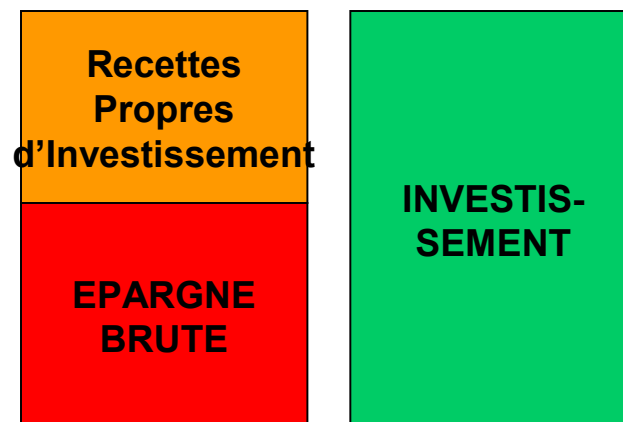 Recettes
Propres
d’Investissement
EPARGNE
BRUTE
INVESTIS-
SEMENT